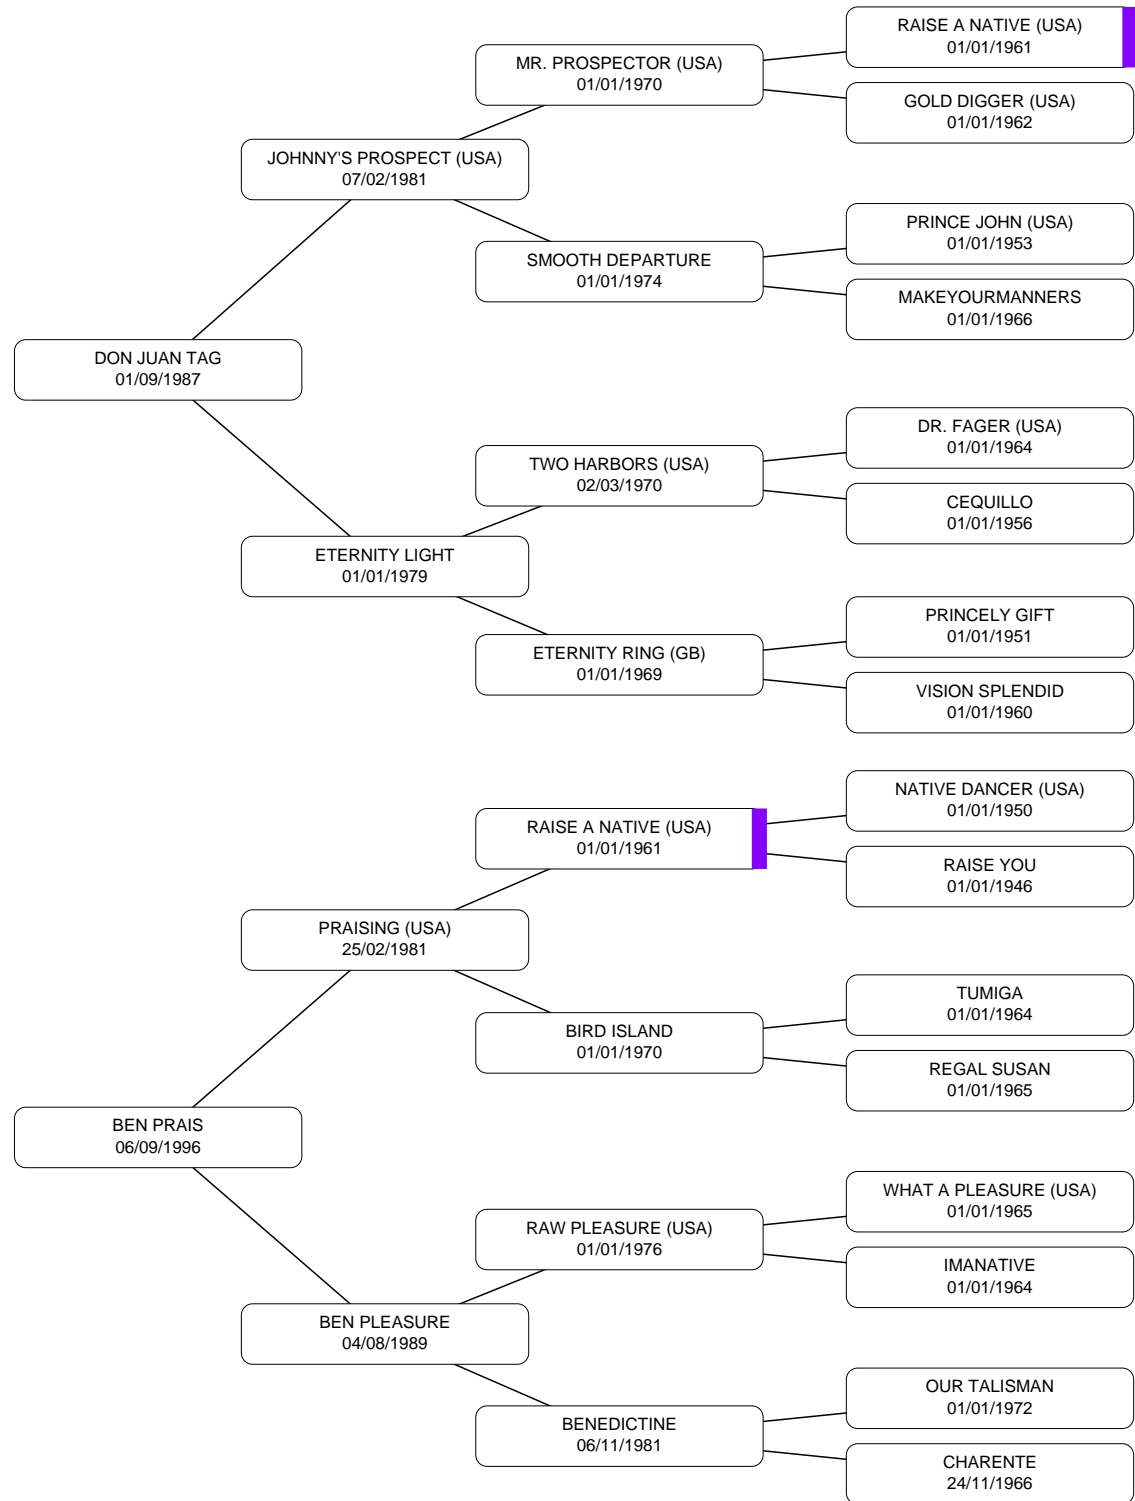 RAISE A NATIVE (USA)
01/01/1961
MR. PROSPECTOR (USA)
01/01/1970
GOLD DIGGER (USA)
01/01/1962
JOHNNY'S PROSPECT (USA)
07/02/1981
PRINCE JOHN (USA)
01/01/1953
SMOOTH DEPARTURE
01/01/1974
MAKEYOURMANNERS
01/01/1966
DON JUAN TAG
01/09/1987
DR. FAGER (USA)
01/01/1964
TWO HARBORS (USA)
02/03/1970
CEQUILLO
01/01/1956
ETERNITY LIGHT
01/01/1979
PRINCELY GIFT
01/01/1951
ETERNITY RING (GB)
01/01/1969
VISION SPLENDID
01/01/1960
NATIVE DANCER (USA)
01/01/1950
RAISE A NATIVE (USA)
01/01/1961
RAISE YOU
01/01/1946
PRAISING (USA)
25/02/1981
TUMIGA
01/01/1964
BIRD ISLAND
01/01/1970
REGAL SUSAN
01/01/1965
BEN PRAIS
06/09/1996
WHAT A PLEASURE (USA)
01/01/1965
RAW PLEASURE (USA)
01/01/1976
IMANATIVE
01/01/1964
BEN PLEASURE
04/08/1989
OUR TALISMAN
01/01/1972
BENEDICTINE
06/11/1981
CHARENTE
24/11/1966